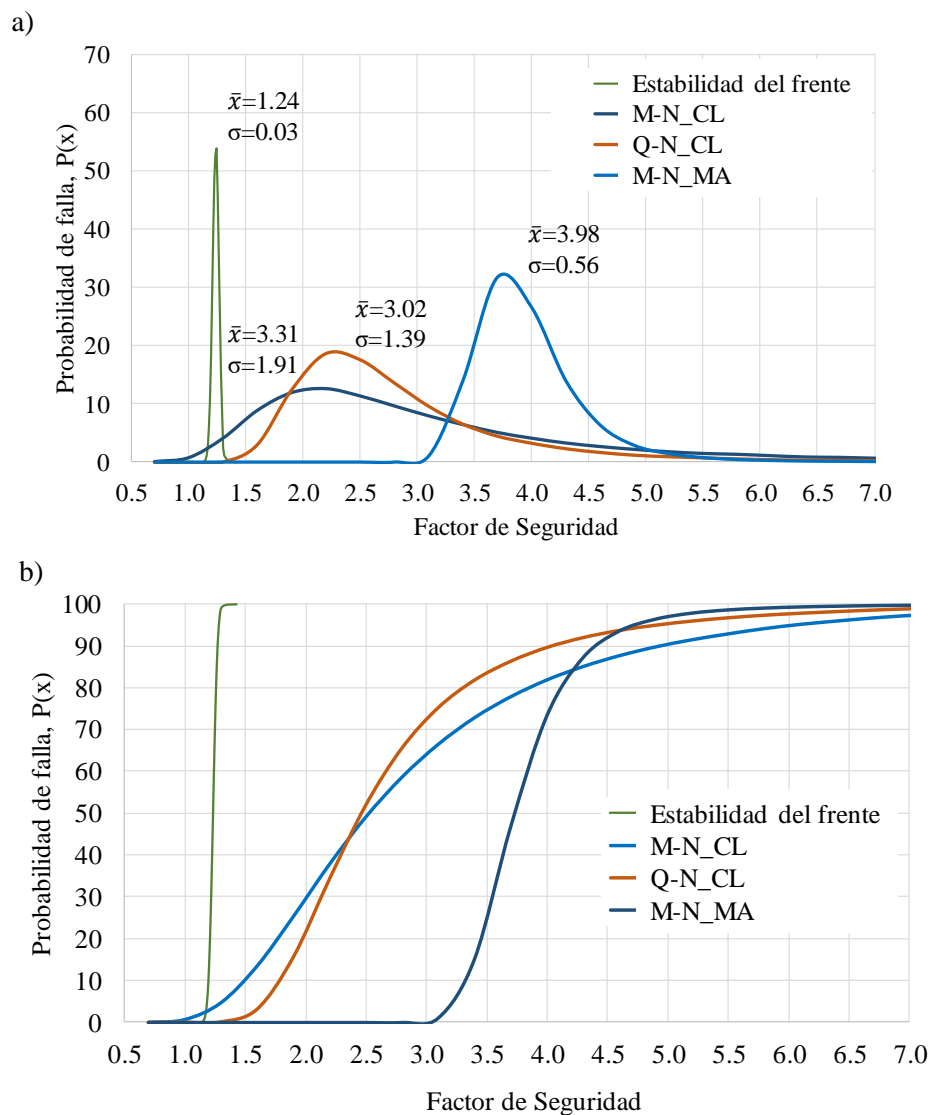 a)
70
60
50
40
30
20
10
0
Probabilidad de falla, P(x)
x̄=1.24
σ=0.03
x̄=3.31
σ=1.91
x̄=3.02
σ=1.39
x̄=3.98
σ=0.56
Estabilidad del frente
M-N_CL
Q-N_CL
M-N_MA
0.5 1.0 1.5 2.0 2.5 3.0 3.5 4.0 4.5 5.0 5.5 6.0 6.5 7.0
Factor de Seguridad
b)
100
90
80
70
60
50
40
30
20
10
0
Probabilidad de falla, P(x)
Estabilidad del frente
M-N_CL
Q-N_CL
M-N_MA
0.5 1.0 1.5 2.0 2.5 3.0 3.5 4.0 4.5 5.0 5.5 6.0 6.5 7.0
Factor de Seguridad